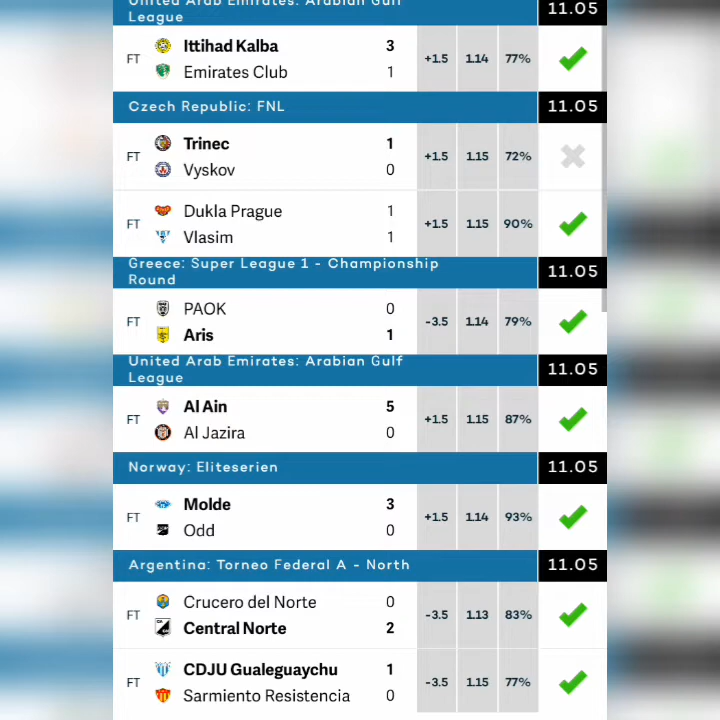 United Arab Emirates: Arabian Gulf
League
11.05
FT
Ittihad Kalba 3
Emirates Club 1
+1.5 1.14 77%
Czech Republic: FNL 11.05
FT
Trinec 1
Vyskov 0
+1.5 1.15 72%
FT
Dukla Prague 1
Vlasim 1
+1.5 1.15 90%
Greece: Super League 1 - Championship
Round
11.05
FT
PAOK 0
Aris 1
-3.5 1.14 79%
United Arab Emirates: Arabian Gulf
League
11.05
FT
Al Ain 5
Al Jazira 0
+1.5 1.15 87%
Norway: Eliteserien 11.05
FT
Molde 3
Odd 0
+1.5 1.14 93%
Argentina: Torneo Federal A - North 11.05
FT
Crucero del Norte 0
Central Norte 2
-3.5 1.13 83%
FT
CDJU Gualeguaychu 1
Sarmiento Resistencia 0
-3.5 1.15 77%